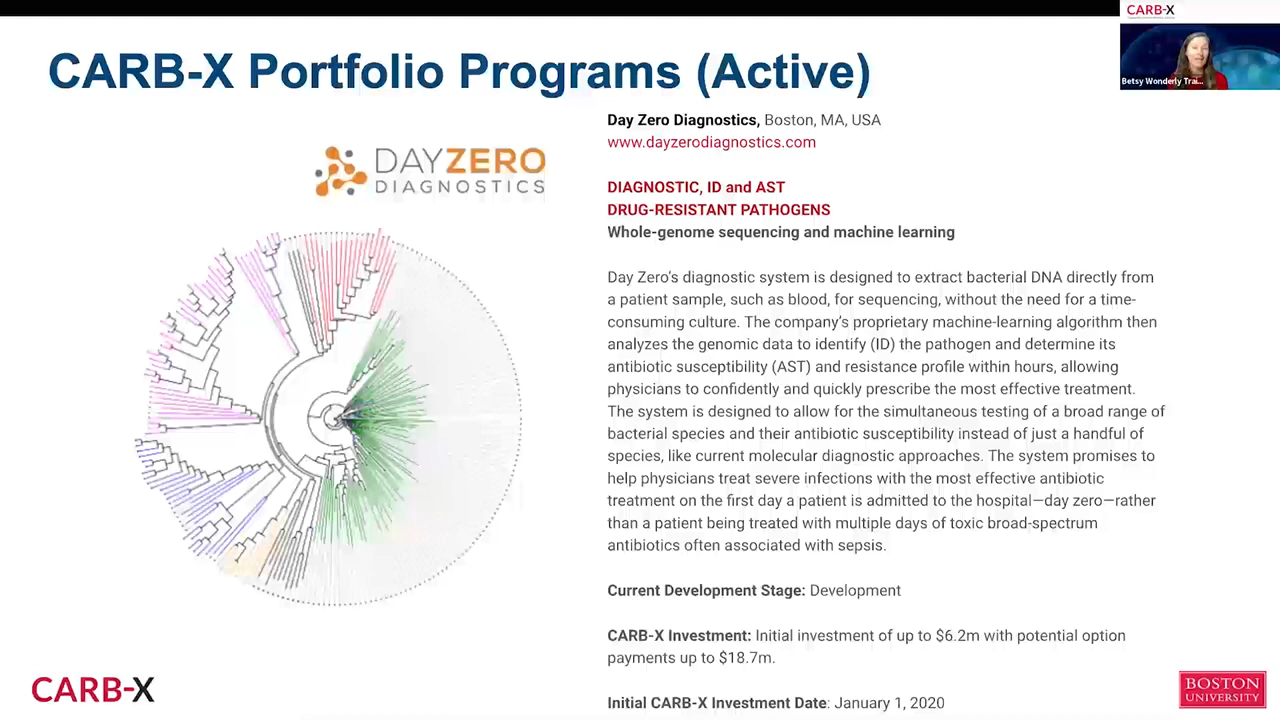 CARB-X
Betsy Wonderly Trai...
CARB-X Portfolio Programs (Active)
DAYZERO
DIAGNOSTICS
Day Zero Diagnostics, Boston, MA, USA
www.dayzerodiagnostics.com
DIAGNOSTIC, ID and AST
DRUG-RESISTANT PATHOGENS
Whole-genome sequencing and machine learning
Day Zero's diagnostic system is designed to extract bacterial DNA directly from
a patient sample, such as blood, for sequencing, without the need for a time-
consuming culture. The company's proprietary machine-learning algorithm then
analyzes the genomic data to identify (ID) the pathogen and determine its
antibiotic susceptibility (AST) and resistance profile within hours, allowing
physicians to confidently and quickly prescribe the most effective treatment.
The system is designed to allow for the simultaneous testing of a broad range of
bacterial species and their antibiotic susceptibility instead of just a handful of
species, like current molecular diagnostic approaches. The system promises to
help physicians treat severe infections with the most effective antibiotic
treatment on the first day a patient is admitted to the hospital—day zero—rather
than a patient being treated with multiple days of toxic broad-spectrum
antibiotics often associated with sepsis.
Current Development Stage: Development
CARB-X Investment: Initial investment of up to $6.2m with potential option
payments up to $18.7m.
Initial CARB-X Investment Date: January 1, 2020
CARB-X
BOSTON
UNIVERSITY